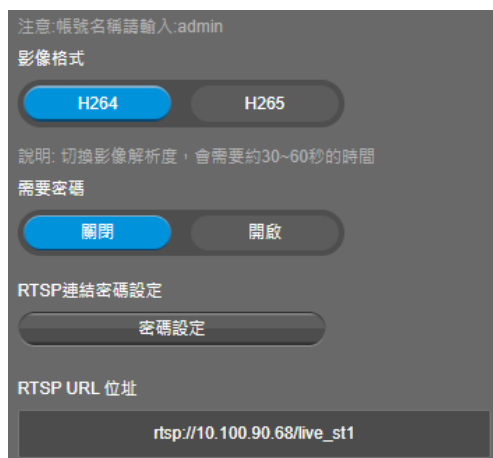 注意:帳號名稱請輸入:admin
影像格式
H264 H265
說明: 切換影像解析度，會需要約30~60秒的時間
需要密碼
關閉 開啟
RTSP連結密碼設定
密碼設定
RTSP URL 位址
rtsp://10.100.90.68/live_st1